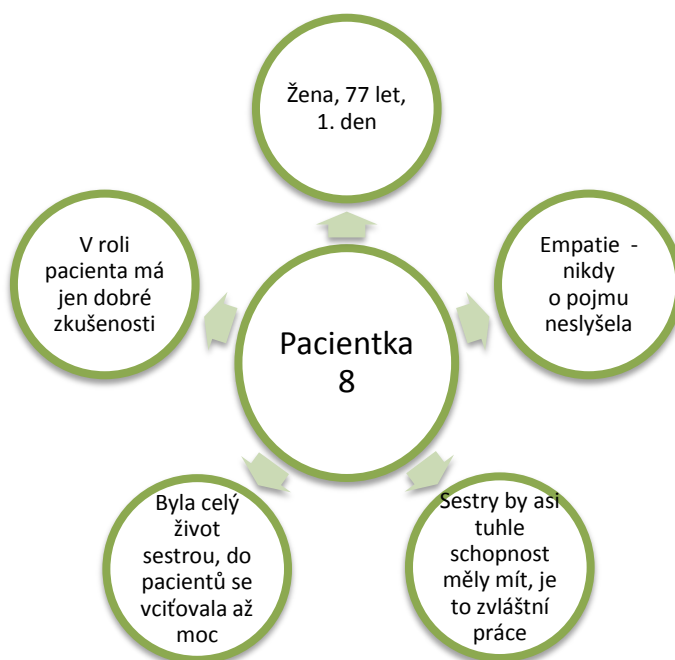 Žena, 77 let,
1. den
V roli
pacienta má
jen dobré
zkušenosti
Empatie -
nikdy
o pojmu
neslyšela
Pacientka
8
Byla celý
život
sestrou, do
pacientů se
vciťovala až
moc
Sestry by asi
tuhle
schopnost
měly mít, je
to zvláštní
práce